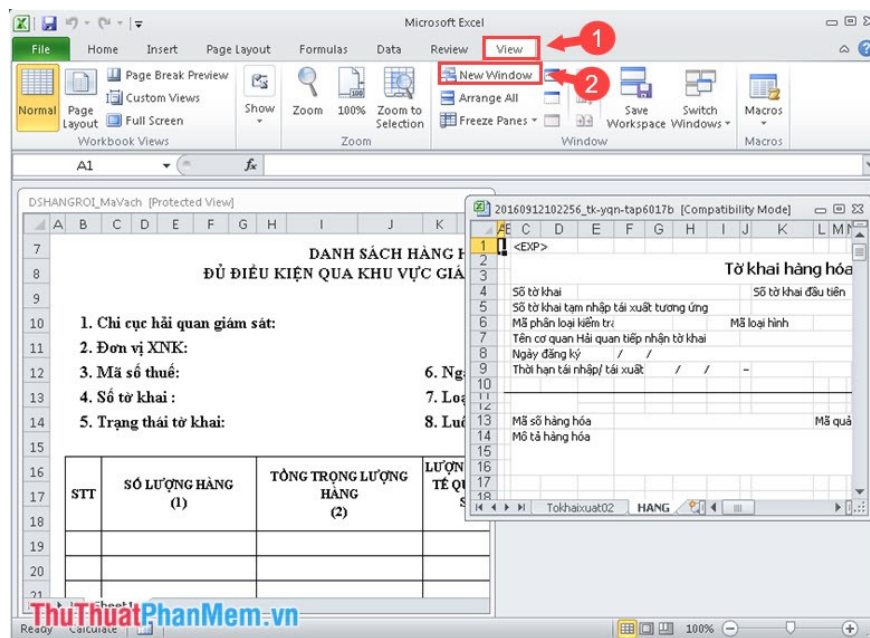 Microsoft Excel
File Home Insert Page Layout Formulas Data Review View
1
Normal
Page Layout
Page Break Preview
Custom Views
Full Screen
Workbook Views
Show
Zoom
100%
Zoom to Selection
Zoom
New Window
2
Arrange All
Freeze Panes
Save Workspace
Switch Windows
Window
Macros
Macros
A1
fx
DSHANGROI_MaVach [Protected View]
A B C D E F G H I J K
7 DANH SÁCH HÀNG H
8 ĐỦ ĐIỀU KIỆN QUA KHU VỰC GIÁ
9
10 1. Chi cục hải quan giám sát:
11 2. Đơn vị XNK:
12 3. Mã số thuế: 6. Ng
13 4. Số tờ khai : 7. Loạ
14 5. Trạng thái tờ khai: 8. Luồ
15
16
17
18
STT
SỐ LƯỢNG HÀNG
(1)
TỔNG TRỌNG LƯỢNG
HÀNG
(2)
LƯỢN
TẾ QU
S
19
20
21
Sheet1
20160912102256_tk-yqn-tap6017b [Compatibility Mode]
A B C D E F G H I J K L M
1 <EXP>
2
3 Tờ khai hàng hóa
4 Số tờ khai Số tờ khai đầu tiên
5 Số tờ khai tạm nhập tái xuất tương ứng
6 Mã phân loại kiểm tra Mã loại hình
7 Tên cơ quan Hải quan tiếp nhận tờ khai
8 Ngày đăng ký / /
9 Thời hạn tái nhập/ tái xuất / / -
10
11
12
13 Mã số hàng hóa Mã quả
14 Mô tả hàng hóa
15
16
17
18
Tokhaixuat02 HANG
ThuThuatPhanMem.vn
Ready Calculate 100%